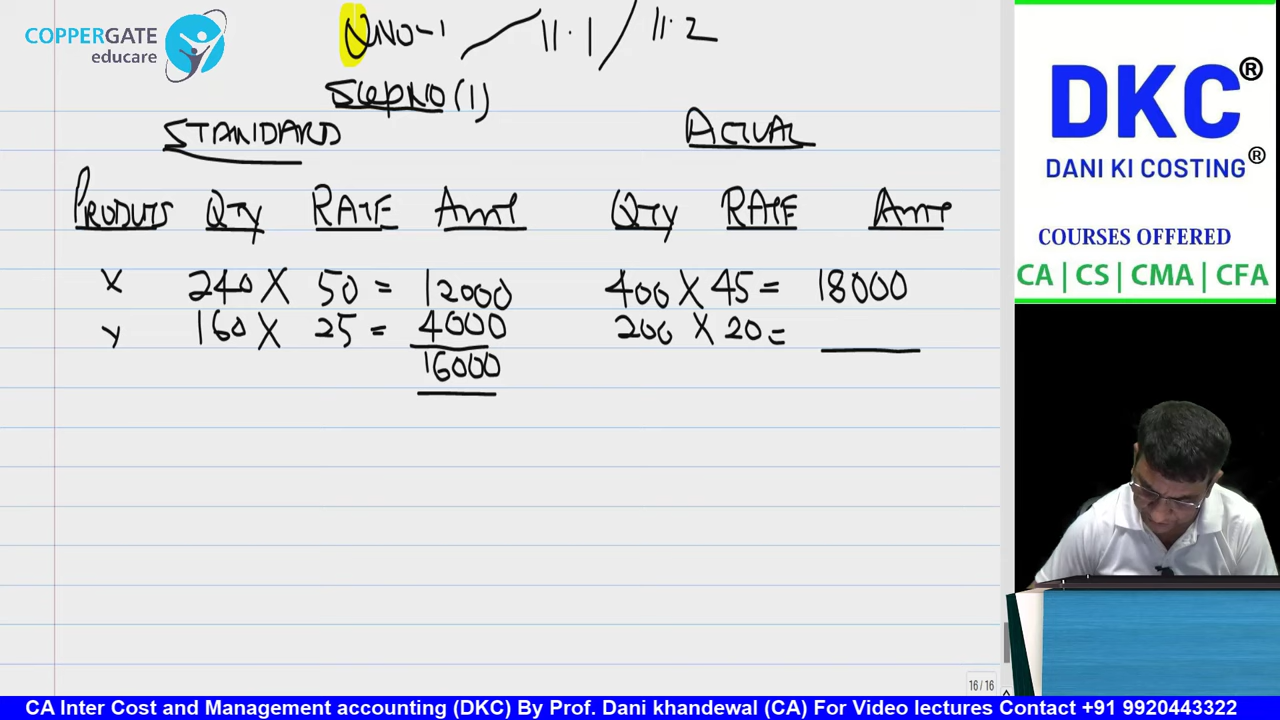 COPPERGATE
educare
QNO-1 / 11.1 / 11.2
StepNO (1)
STANDARD ACTUAL
PRODUTS QTY RATE Amt QTY RATE Amt
X 240 X 50 = 12000 400 X 45 = 18000
Y 160 X 25 = 4000 200 X 20 =
16000
DKC®
DANI KI COSTING®
COURSES OFFERED
CA | CS | CMA | CFA
16 / 16
CA Inter Cost and Management accounting (DKC) By Prof. Dani khandewal (CA) For Video lectures Contact +91 9920443322